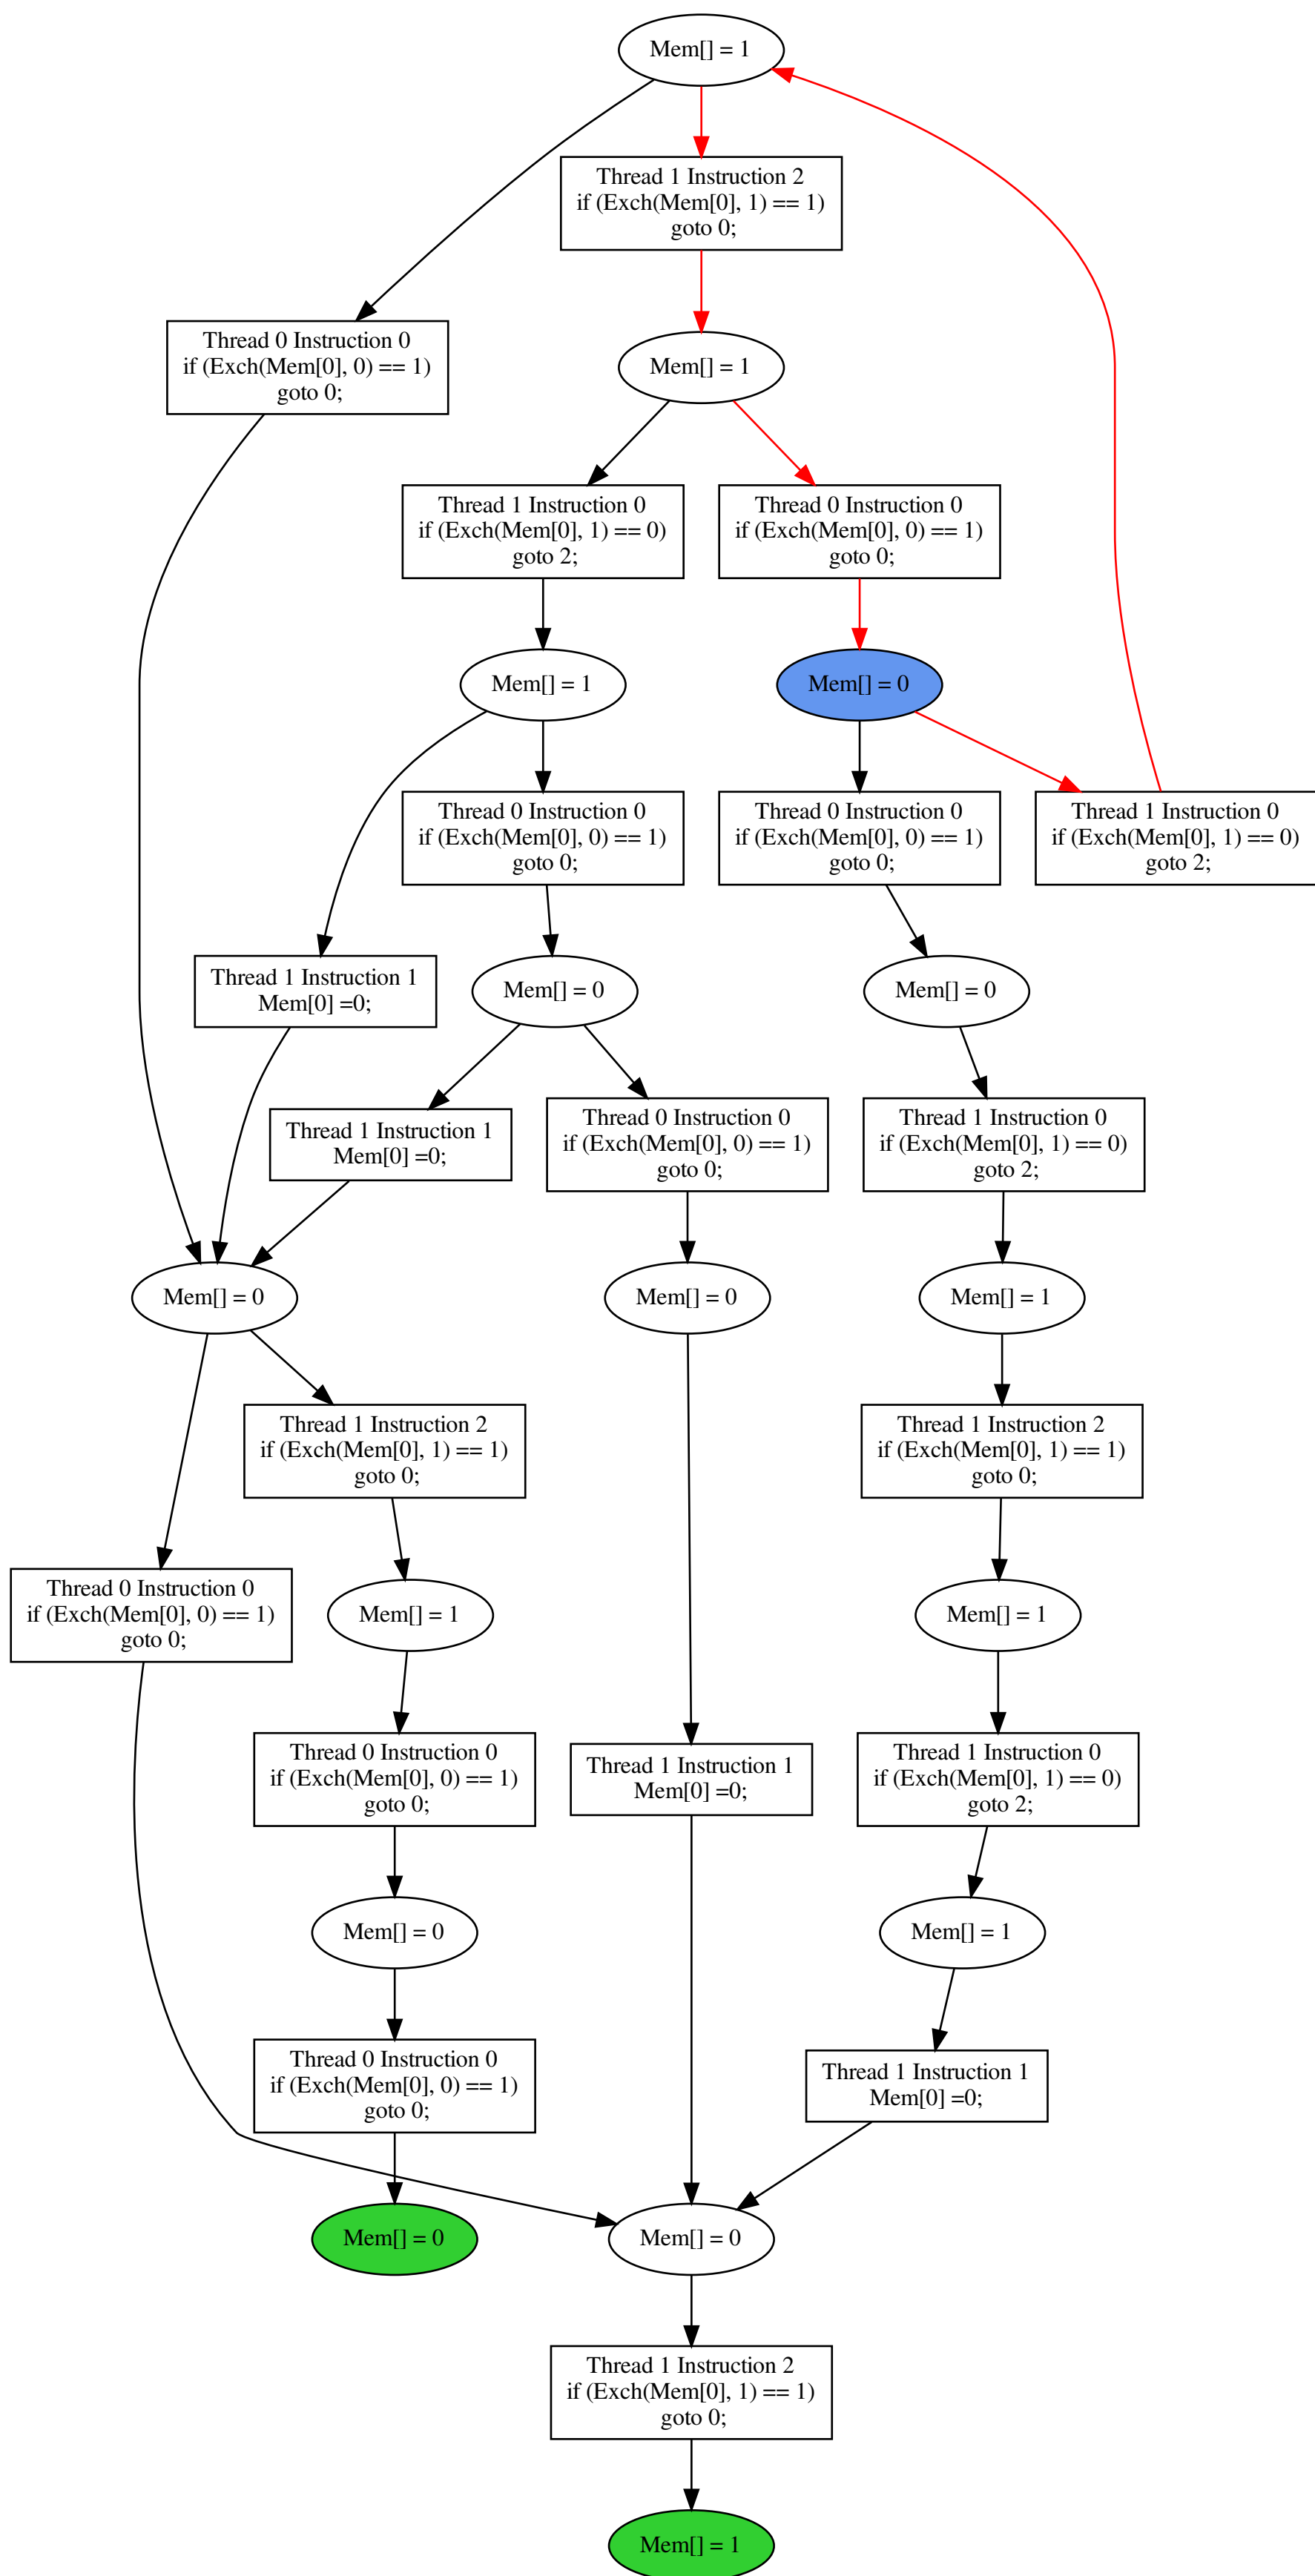 Mem[] = 1
Thread 1 Instruction 2
if (Exch(Mem[0], 1) == 1)
goto 0;
Thread 0 Instruction 0
if (Exch(Mem[0], 0) == 1)
goto 0;
Mem[] = 1
Thread 1 Instruction 0
if (Exch(Mem[0], 1) == 0)
goto 2;
Thread 0 Instruction 0
if (Exch(Mem[0], 0) == 1)
goto 0;
Mem[] = 1
Mem[] = 0
Thread 0 Instruction 0
if (Exch(Mem[0], 0) == 1)
goto 0;
Thread 0 Instruction 0
if (Exch(Mem[0], 0) == 1)
goto 0;
Thread 1 Instruction 0
if (Exch(Mem[0], 1) == 0)
goto 2;
Thread 1 Instruction 1
Mem[0] =0;
Mem[] = 0
Mem[] = 0
Thread 1 Instruction 1
Mem[0] =0;
Thread 0 Instruction 0
if (Exch(Mem[0], 0) == 1)
goto 0;
Thread 1 Instruction 0
if (Exch(Mem[0], 1) == 0)
goto 2;
Mem[] = 0
Mem[] = 0
Mem[] = 1
Thread 1 Instruction 2
if (Exch(Mem[0], 1) == 1)
goto 0;
Thread 1 Instruction 2
if (Exch(Mem[0], 1) == 1)
goto 0;
Thread 0 Instruction 0
if (Exch(Mem[0], 0) == 1)
goto 0;
Mem[] = 1
Mem[] = 1
Thread 0 Instruction 0
if (Exch(Mem[0], 0) == 1)
goto 0;
Thread 1 Instruction 1
Mem[0] =0;
Thread 1 Instruction 0
if (Exch(Mem[0], 1) == 0)
goto 2;
Mem[] = 0
Mem[] = 1
Thread 0 Instruction 0
if (Exch(Mem[0], 0) == 1)
goto 0;
Thread 1 Instruction 1
Mem[0] =0;
Mem[] = 0
Mem[] = 0
Thread 1 Instruction 2
if (Exch(Mem[0], 1) == 1)
goto 0;
Mem[] = 1